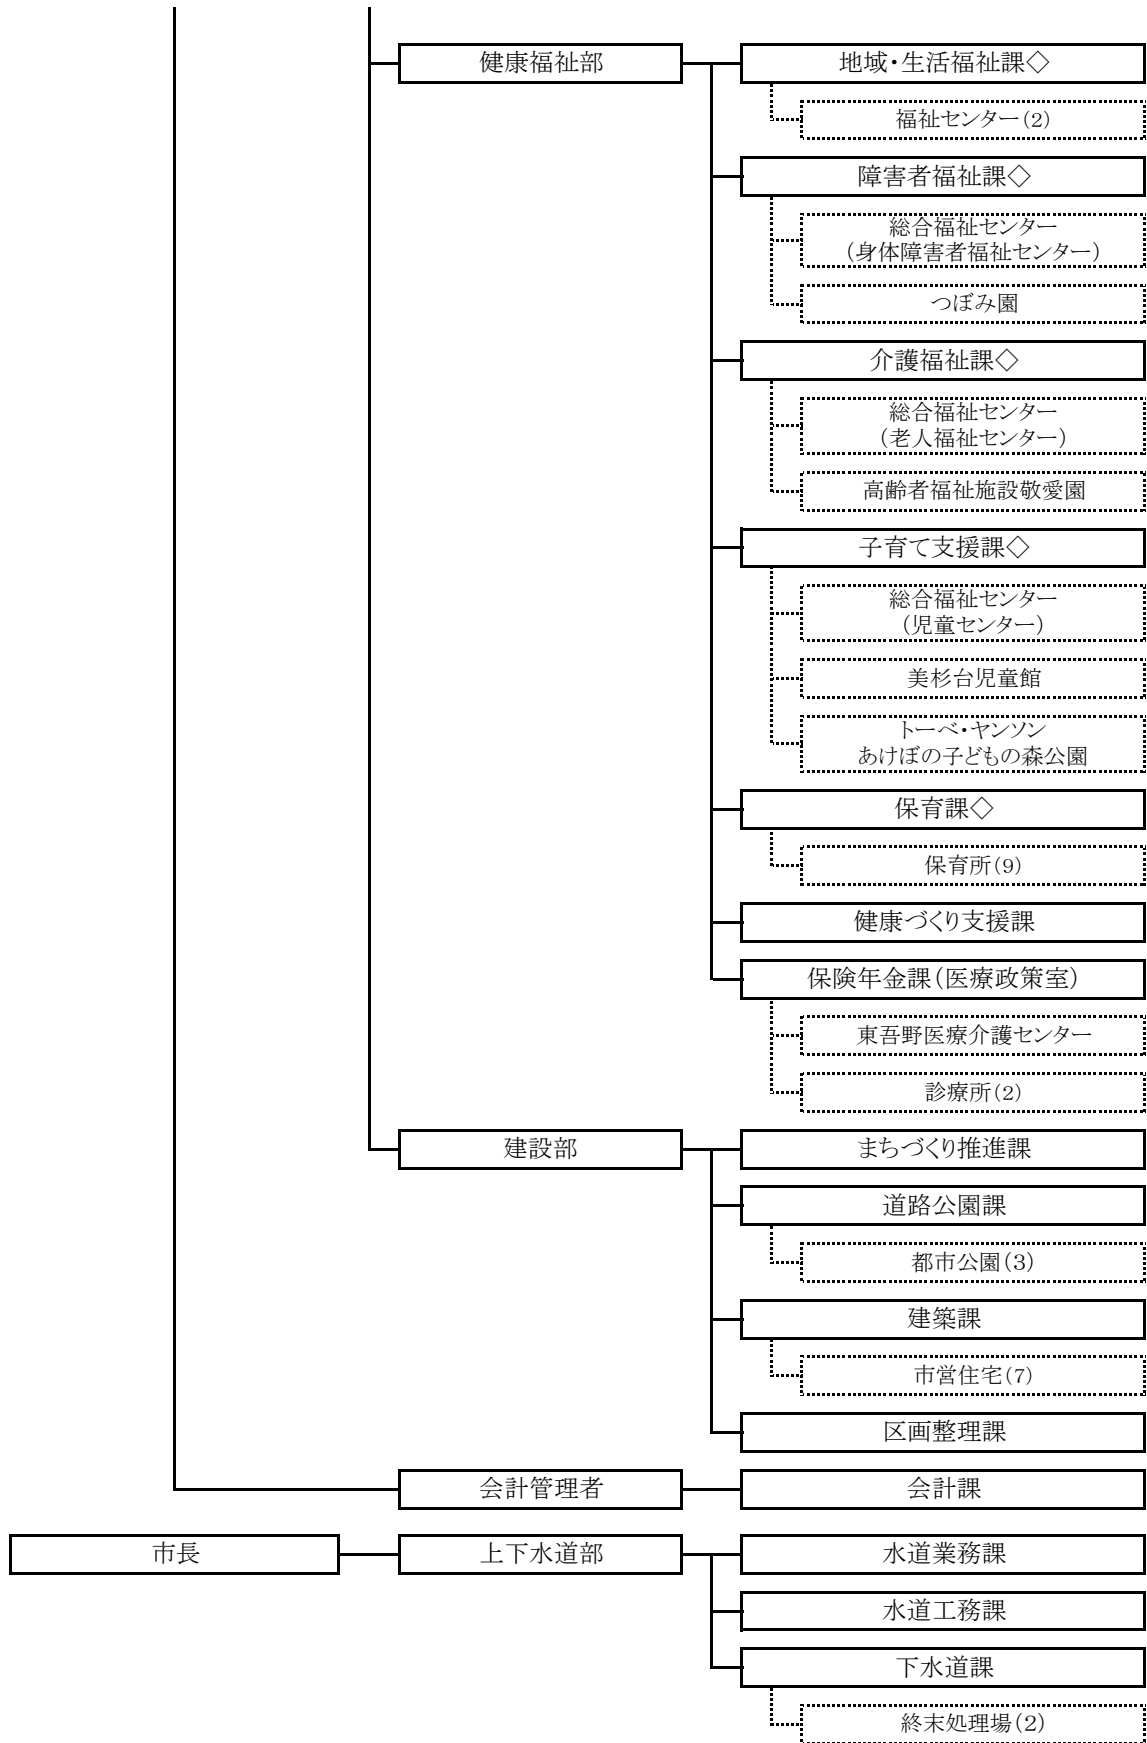 健康福祉部
地域・生活福祉課◇
福祉センター(2)
障害者福祉課◇
総合福祉センター
(身体障害者福祉センター)
つぼみ園
介護福祉課◇
総合福祉センター
(老人福祉センター)
高齢者福祉施設敬愛園
子育て支援課◇
総合福祉センター
(児童センター)
美杉台児童館
トーベ・ヤンソン
あけぼの子どもの森公園
保育課◇
保育所(9)
健康づくり支援課
保険年金課(医療政策室)
東吾野医療介護センター
診療所(2)
建設部
まちづくり推進課
道路公園課
都市公園(3)
建築課
市営住宅(7)
区画整理課
会計管理者
会計課
市長
上下水道部
水道業務課
水道工務課
下水道課
終末処理場(2)